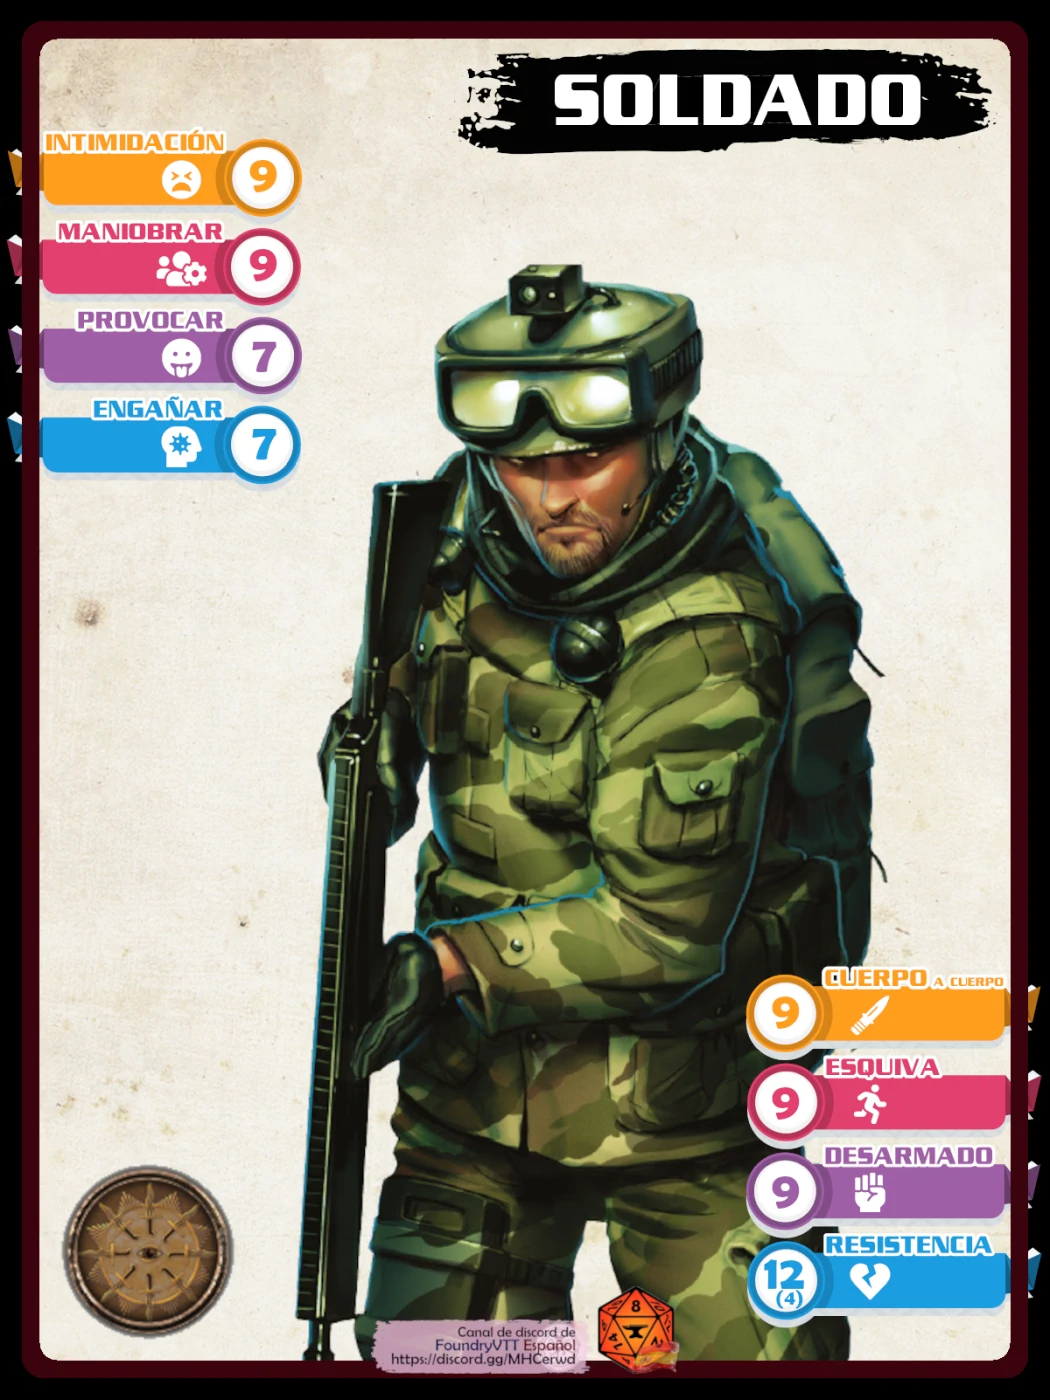 SOLDADO
INTIMIDACIÓN
9
MANIOBRAR
9
PROVOCAR
7
ENGAÑAR
7
CUERPO A CUERPO
9
ESQUIVA
9
DESARMADO
9
RESISTENCIA
12
(4)
8
Canal de discord de
FoundryVTT Español
https://discord.gg/MHCerwd